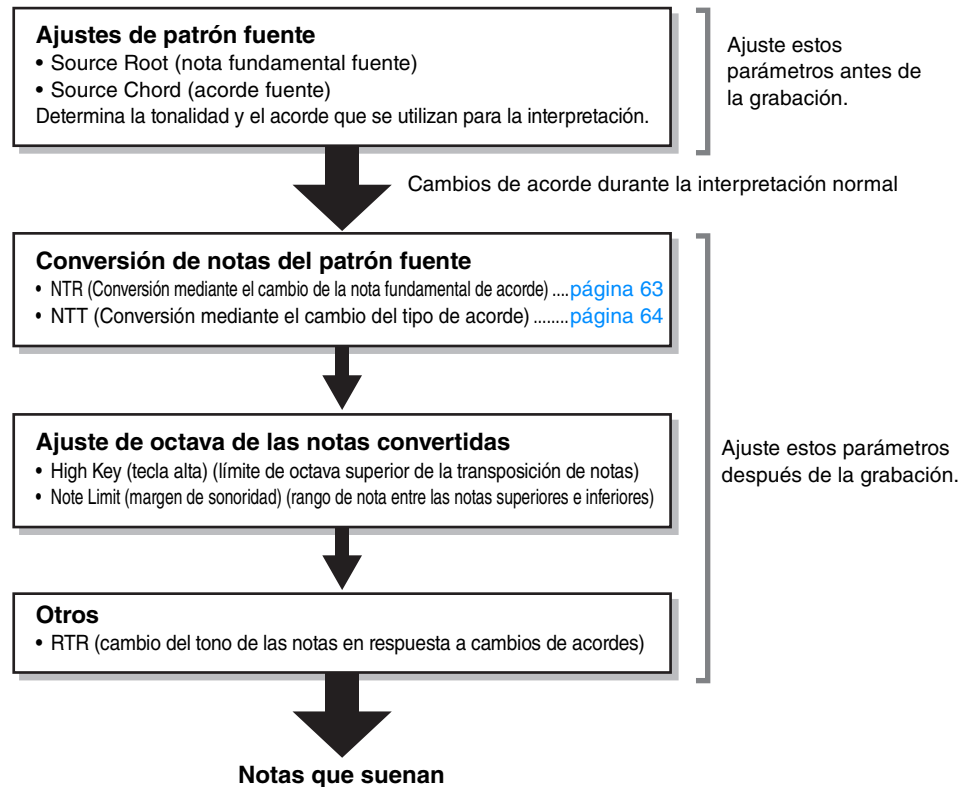 Ajustes de patrón fuente
• Source Root (nota fundamental fuente)
• Source Chord (acorde fuente)
Determina la tonalidad y el acorde que se utilizan para la interpretación.
Ajuste estos
parámetros antes de
la grabación.
Cambios de acorde durante la interpretación normal
Conversión de notas del patrón fuente
• NTR (Conversión mediante el cambio de la nota fundamental de acorde) ....página 63
• NTT (Conversión mediante el cambio del tipo de acorde) ........página 64
Ajuste de octava de las notas convertidas
• High Key (tecla alta) (límite de octava superior de la transposición de notas)
• Note Limit (margen de sonoridad) (rango de nota entre las notas superiores e inferiores)
Ajuste estos parámetros
después de la grabación.
Otros
• RTR (cambio del tono de las notas en respuesta a cambios de acordes)
Notas que suenan